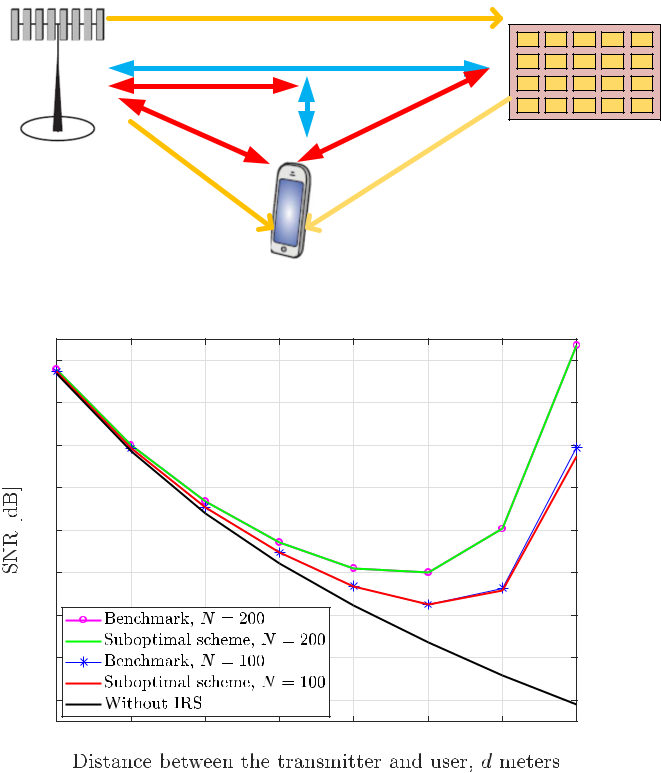 SNR [dB]
Benchmark, N = 200
Suboptimal scheme, N = 200
Benchmark, N = 100
Suboptimal scheme, N = 100
Without IRS
Distance between the transmitter and user, d meters